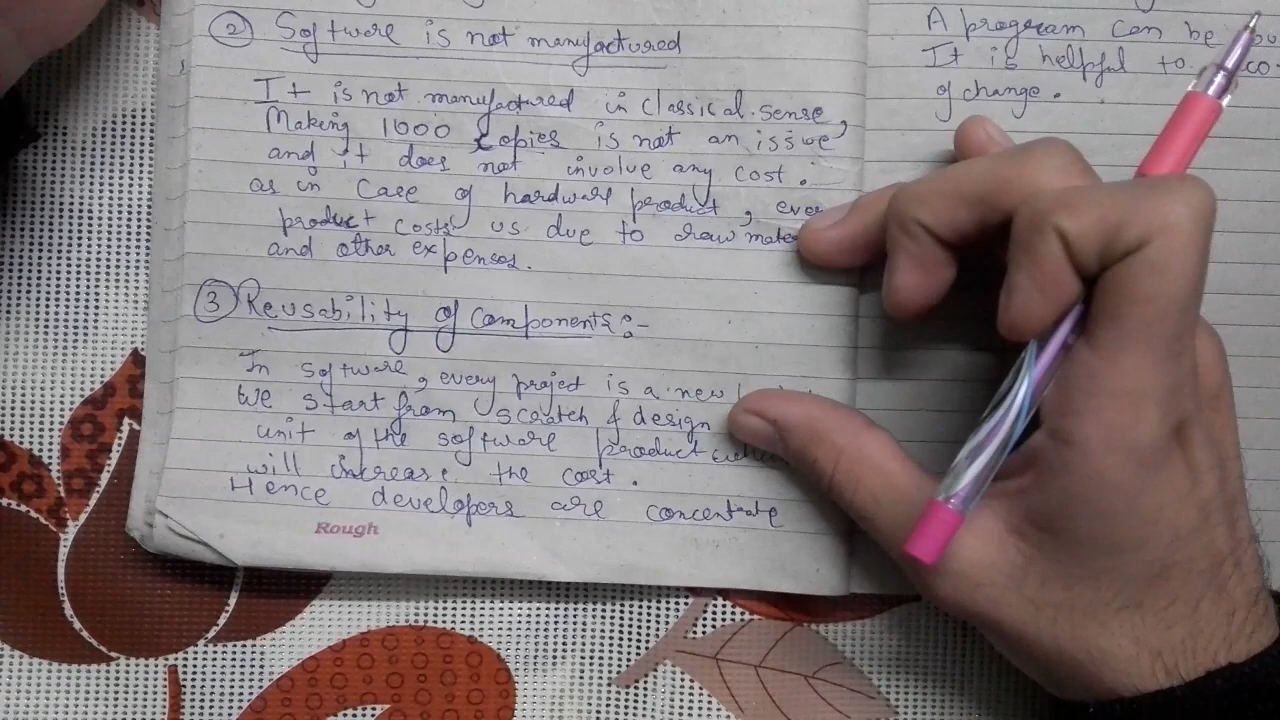 ② Software is not manufactured
It is not manufactured in classical sense,
Making 1000 copies is not an issue
and it does not involve any cost.
as in case of hardware product, ever
product costs us due to raw mate
and other expenses.
③ Reusability of Components :-
In software, every project is a new
We start from scratch & design
unit of the software product
will increase the cost.
Hence developers are concentrate
Rough
A program can be
It is helpful to
of change.